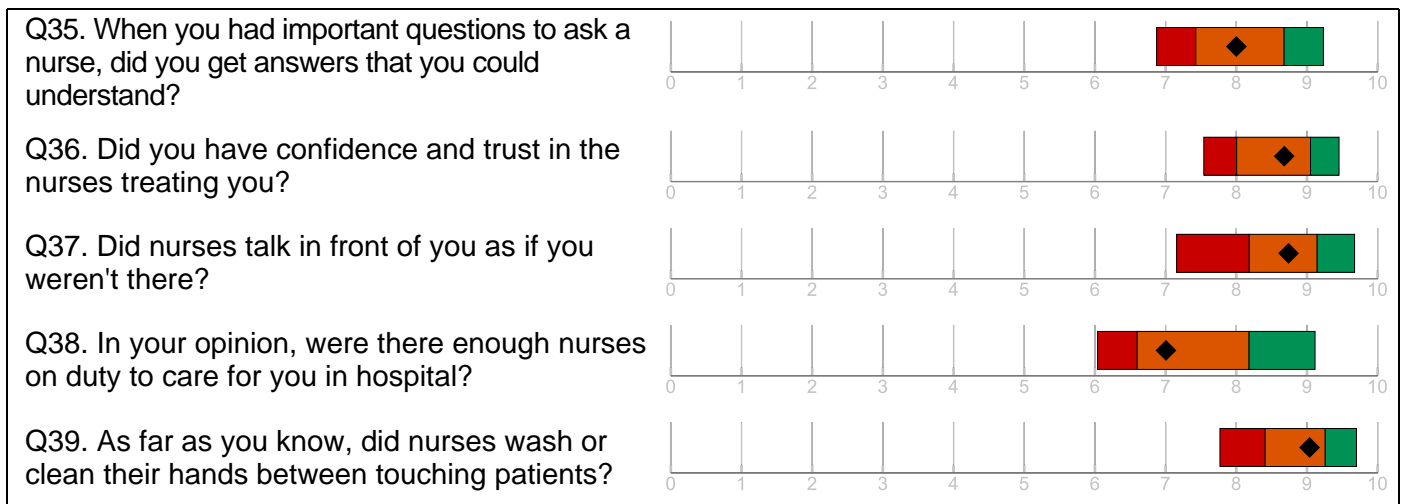 Q35. When you had important questions to ask a
nurse, did you get answers that you could
understand?
0 1 2 3 4 5 6 7 8 9 10
Q36. Did you have confidence and trust in the
nurses treating you?
0 1 2 3 4 5 6 7 8 9 10
Q37. Did nurses talk in front of you as if you
weren't there?
0 1 2 3 4 5 6 7 8 9 10
Q38. In your opinion, were there enough nurses
on duty to care for you in hospital?
0 1 2 3 4 5 6 7 8 9 10
Q39. As far as you know, did nurses wash or
clean their hands between touching patients?
0 1 2 3 4 5 6 7 8 9 10